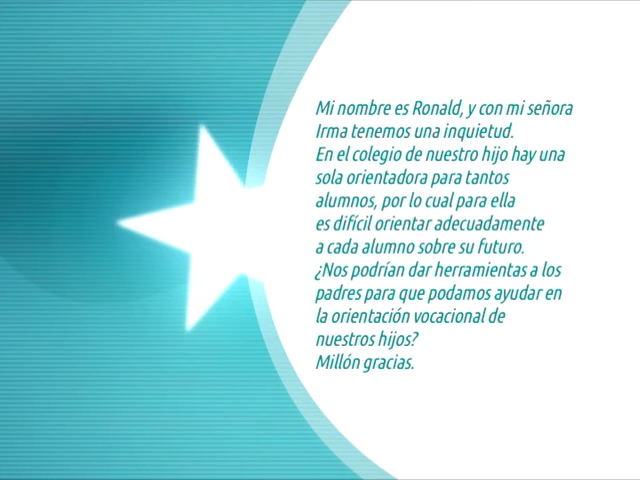 Mi nombre es Ronald, y con mi señora
Irma tenemos una inquietud.
En el colegio de nuestro hijo hay una
sola orientadora para tantos
alumnos, por lo cual para ella
es difícil orientar adecuadamente
a cada alumno sobre su futuro.
¿Nos podrían dar herramientas a los
padres para que podamos ayudar en
la orientación vocacional de
nuestros hijos?
Millón gracias.